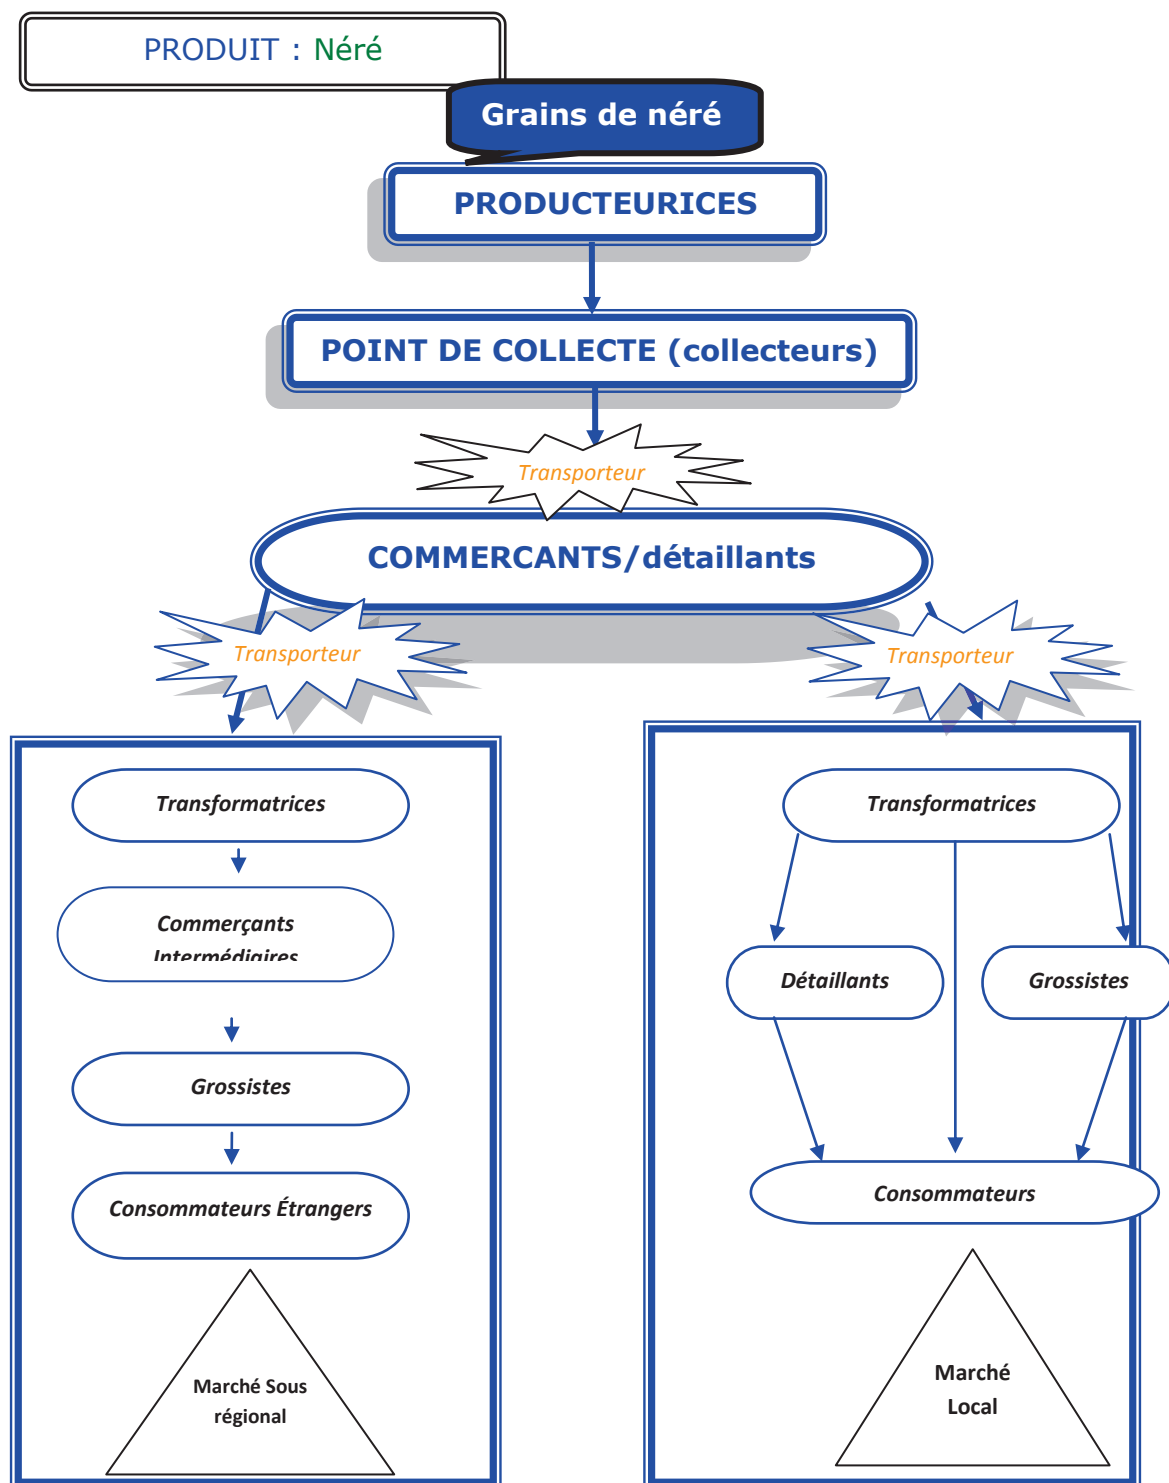 PRODUIT : Néré
Grains de néré
PRODUCTEURICES
POINT DE COLLECTE (collecteurs)
Transporteur
COMMERCANTS/détaillants
Transporteur
Transporteur
Transformatrices
Commerçants
Intermédiaires
Grossistes
Consommateurs Étrangers
Marché Sous
régional
Transformatrices
Détaillants
Grossistes
Consommateurs
Marché
Local